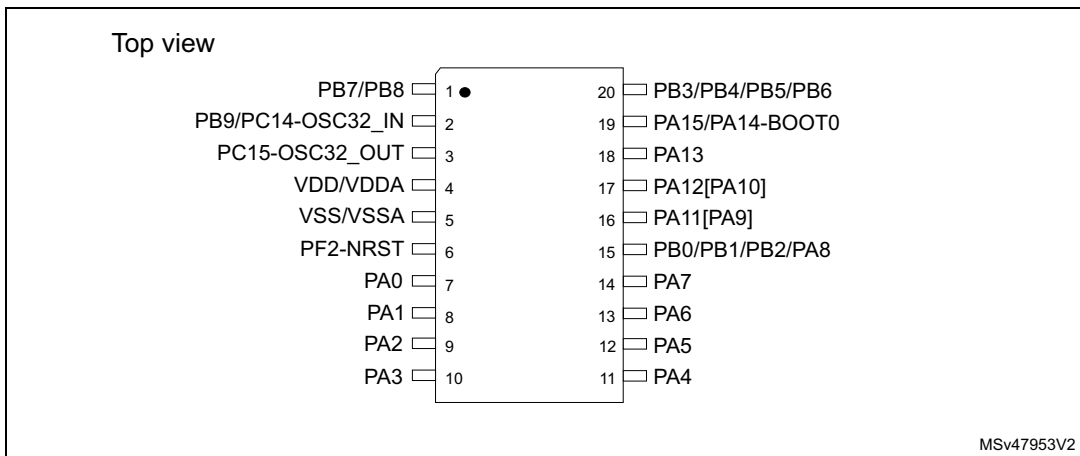 Top view
PB7/PB8 1 20 PB3/PB4/PB5/PB6
PB9/PC14-OSC32_IN 2 19 PA15/PA14-BOOT0
PC15-OSC32_OUT 3 18 PA13
VDD/VDDA 4 17 PA12[PA10]
VSS/VSSA 5 16 PA11[PA9]
PF2-NRST 6 15 PB0/PB1/PB2/PA8
PA0 7 14 PA7
PA1 8 13 PA6
PA2 9 12 PA5
PA3 10 11 PA4
MSv47953V2